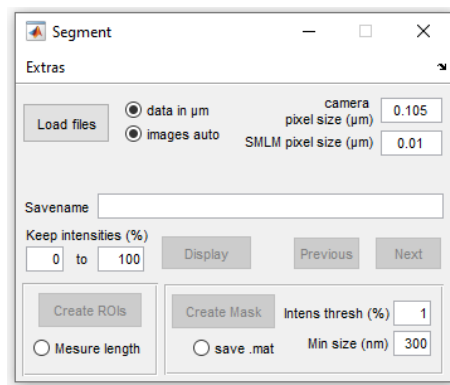 Segment
Extras
Load files
data in µm
images auto
camera
pixel size (µm) 0.105
SMLM pixel size (µm) 0.01
Savename
Keep intensities (%)
0 to 100
Display
Previous
Next
Create ROIs
Mesure length
Create Mask
Intens thresh (%) 1
save .mat
Min size (nm) 300